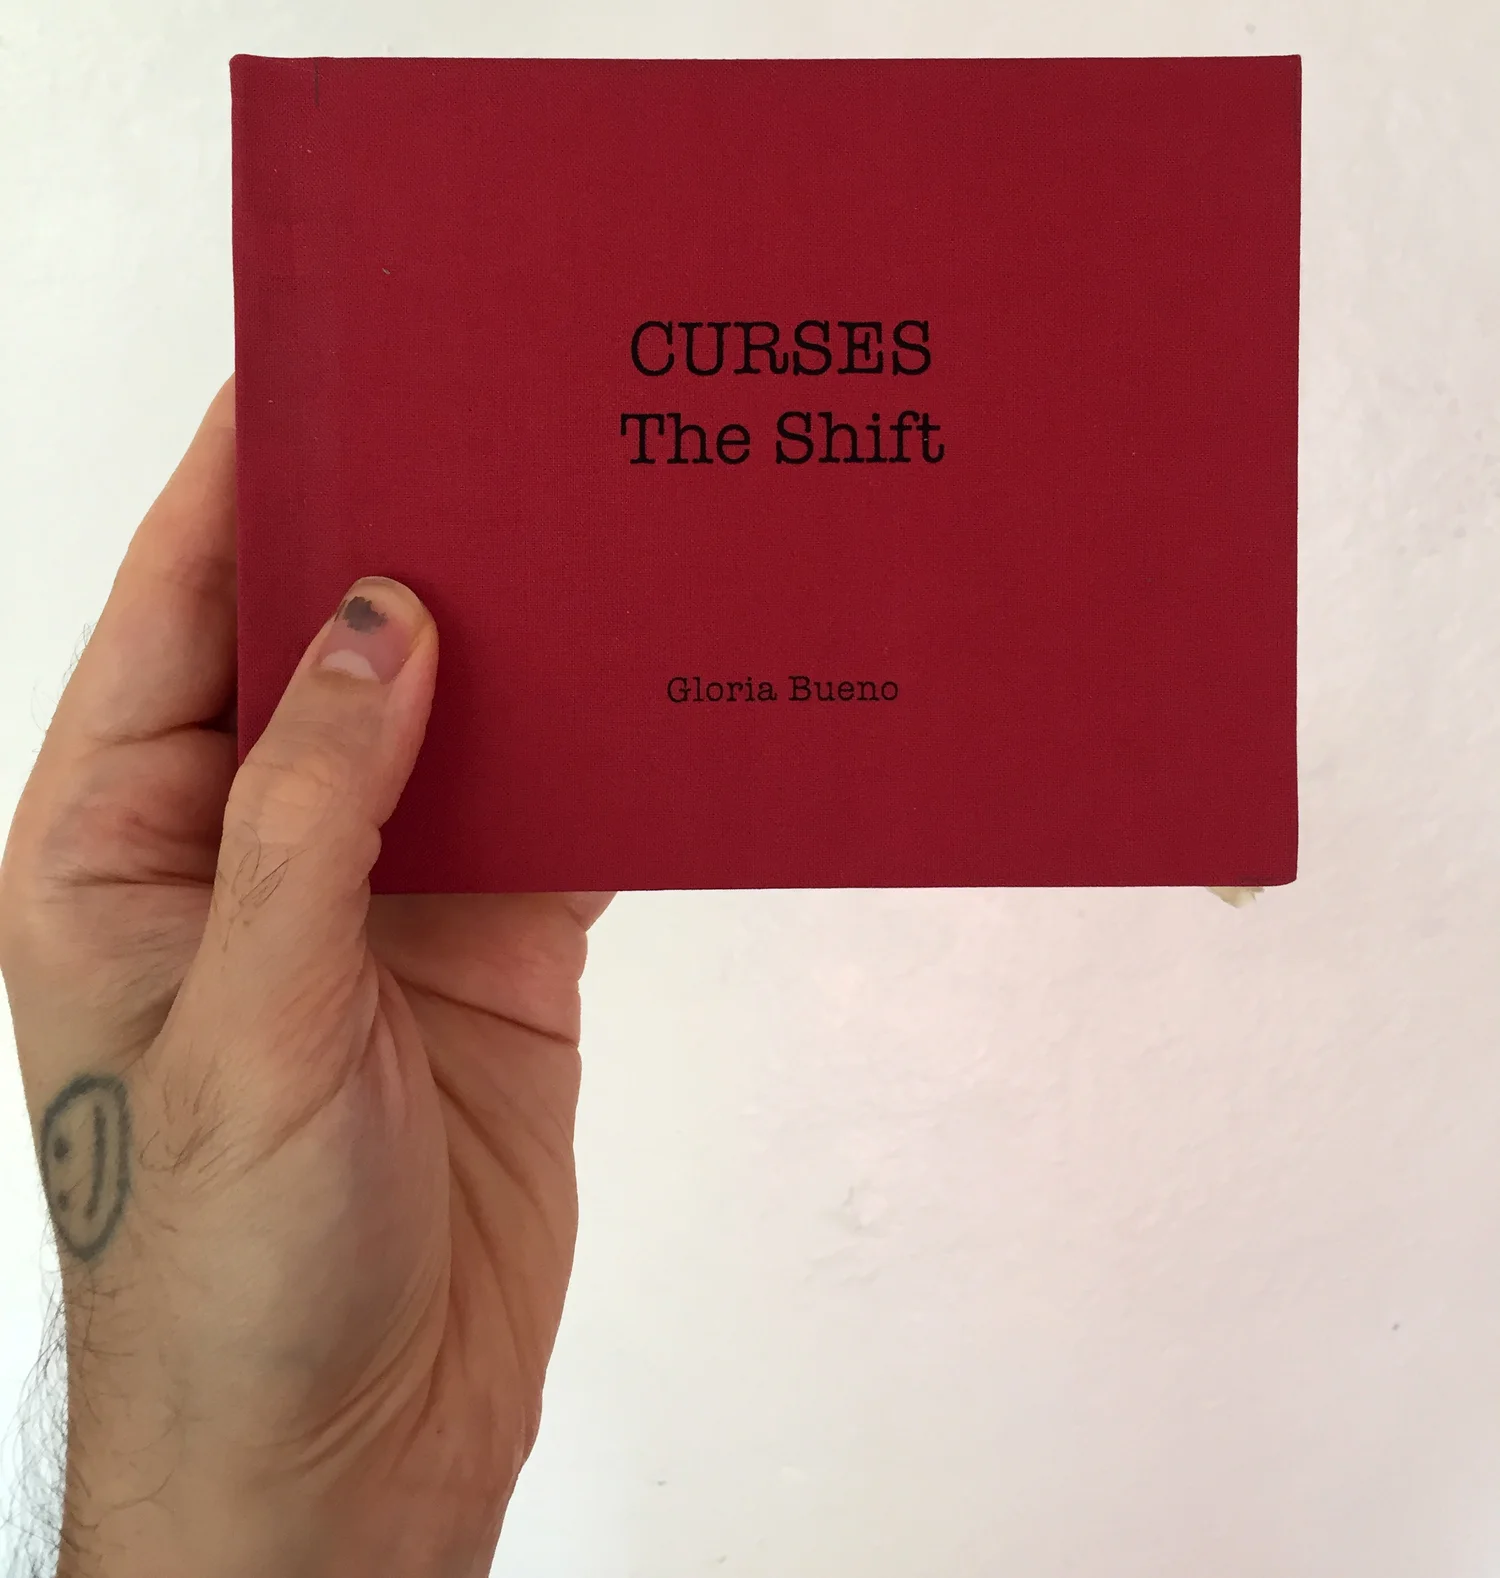 CURSES
The Shift
Gloria Bueno